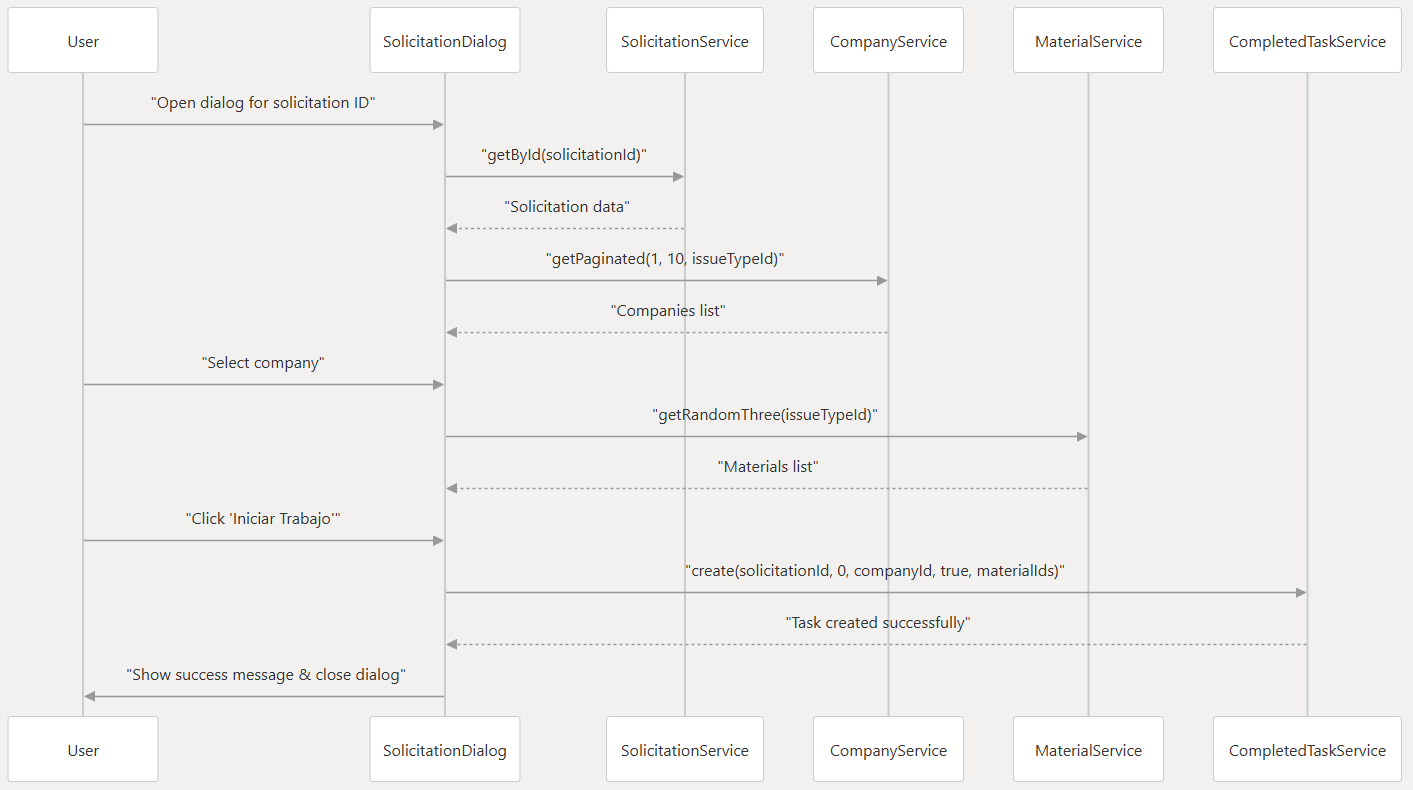 User
SolicitationDialog
SolicitationService
CompanyService
MaterialService
CompletedTaskService
"Open dialog for solicitation ID"
"getById(solicitationId)"
"Solicitation data"
"getPaginated(1, 10, issueTypeId)"
"Companies list"
"Select company"
"getRandomThree(issueTypeId)"
"Materials list"
"Click 'Iniciar Trabajo'"
"create(solicitationId, 0, companyId, true, materialIds)"
"Task created successfully"
"Show success message & close dialog"
User
SolicitationDialog
SolicitationService
CompanyService
MaterialService
CompletedTaskService